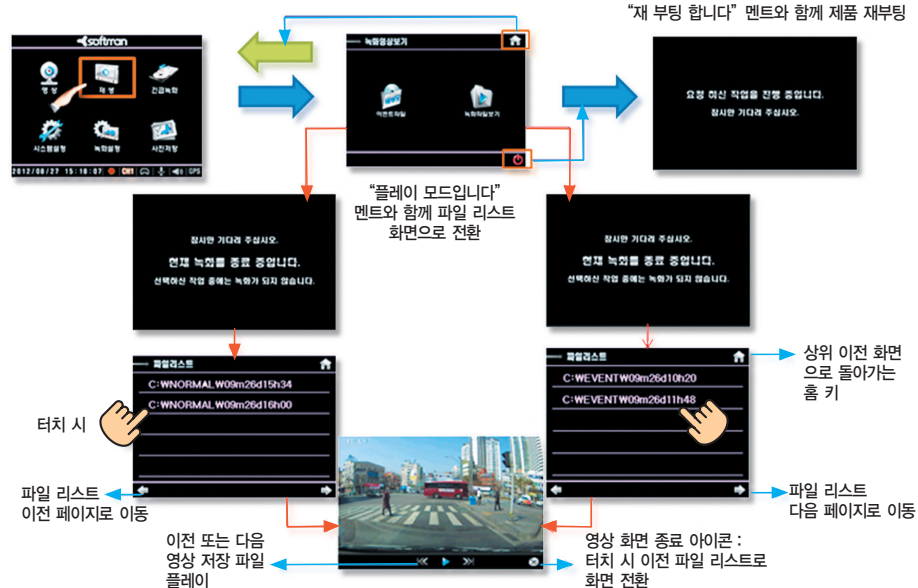 "재 부팅 합니다" 멘트와 함께 제품 재부팅
softman
영 상
재 생
긴급녹화
시스템설정
녹화설정
사진저장
2012/08/27 15:18:07 CH1 GPS
녹화영상보기
이벤트파일
녹화파일보기
요청 하신 작업을 진행 중입니다.
잠시만 기다려 주십시오.
"플레이 모드입니다"
멘트와 함께 파일 리스트
화면으로 전환
잠시만 기다려 주십시오.
현재 녹화를 종료 중입니다.
선택하신 작업 중에는 녹화가 되지 않습니다.
잠시만 기다려 주십시오.
현재 녹화를 종료 중입니다.
선택하신 작업 중에는 녹화가 되지 않습니다.
파일리스트
C:₩NORMAL₩09m26d15h34
C:₩NORMAL₩09m26d16h00
터치 시
파일 리스트
이전 페이지로 이동
파일리스트
C:₩EVENT₩09m26d10h20
C:₩EVENT₩09m26d11h48
상위 이전 화면
으로 돌아가는
홈 키
파일 리스트
다음 페이지로 이동
이전 또는 다음
영상 저장 파일
플레이
영상 화면 종료 아이콘 :
터치 시 이전 파일 리스트로
화면 전환